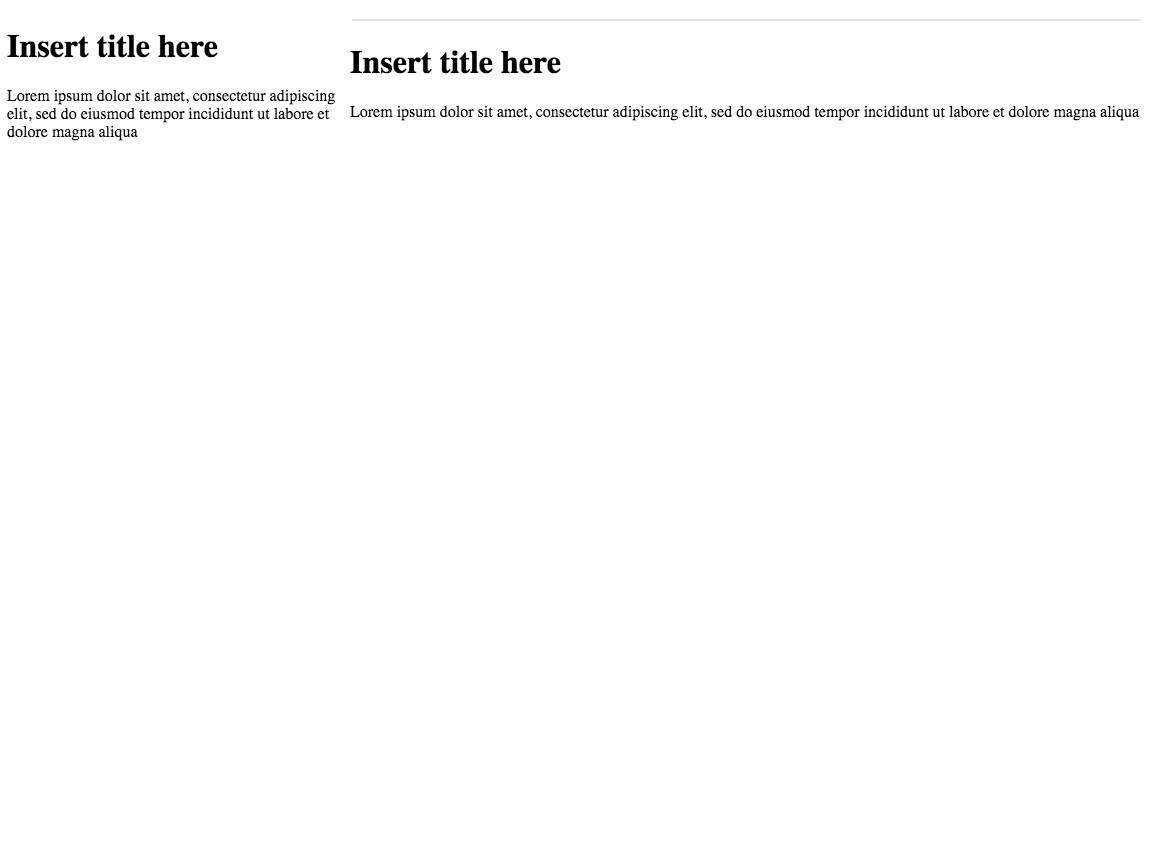 Insert title here
Lorem ipsum dolor sit amet, consectetur adipiscing
elit, sed do eiusmod tempor incididunt ut labore et
dolore magna aliqua
Insert title here
Lorem ipsum dolor sit amet, consectetur adipiscing elit, sed do eiusmod tempor incididunt ut labore et dolore magna aliqua